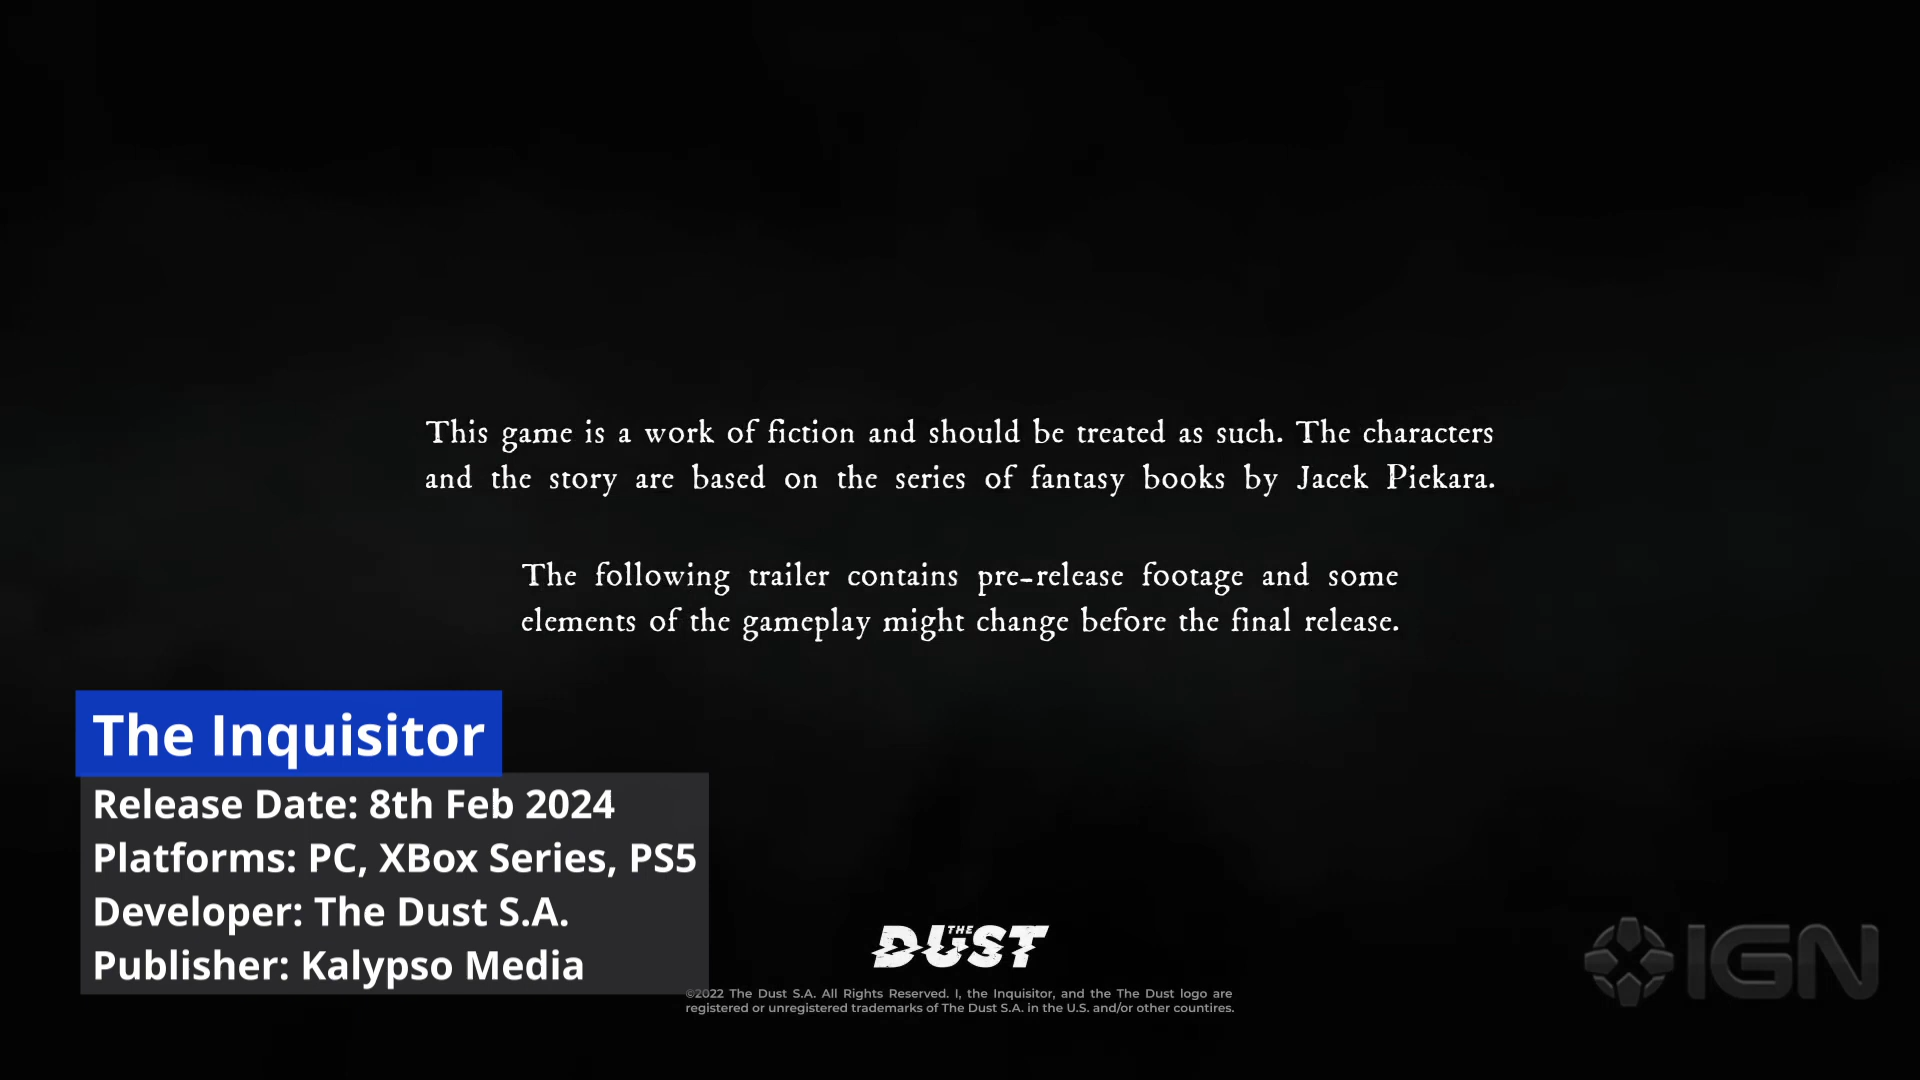 This game is a work of fiction and should be treated as such. The characters
and the story are based on the series of fantasy books by Jacek Piekara.
The following trailer contains pre-release footage and some
elements of the gameplay might change before the final release.
The Inquisitor
Release Date: 8th Feb 2024
Platforms: PC, XBox Series, PS5
Developer: The Dust S.A.
Publisher: Kalypso Media
THE
DUST
©2022 The Dust S.A. All Rights Reserved. I, the Inquisitor, and the The Dust logo are
registered or unregistered trademarks of The Dust S.A. in the U.S. and/or other countires.
IGN